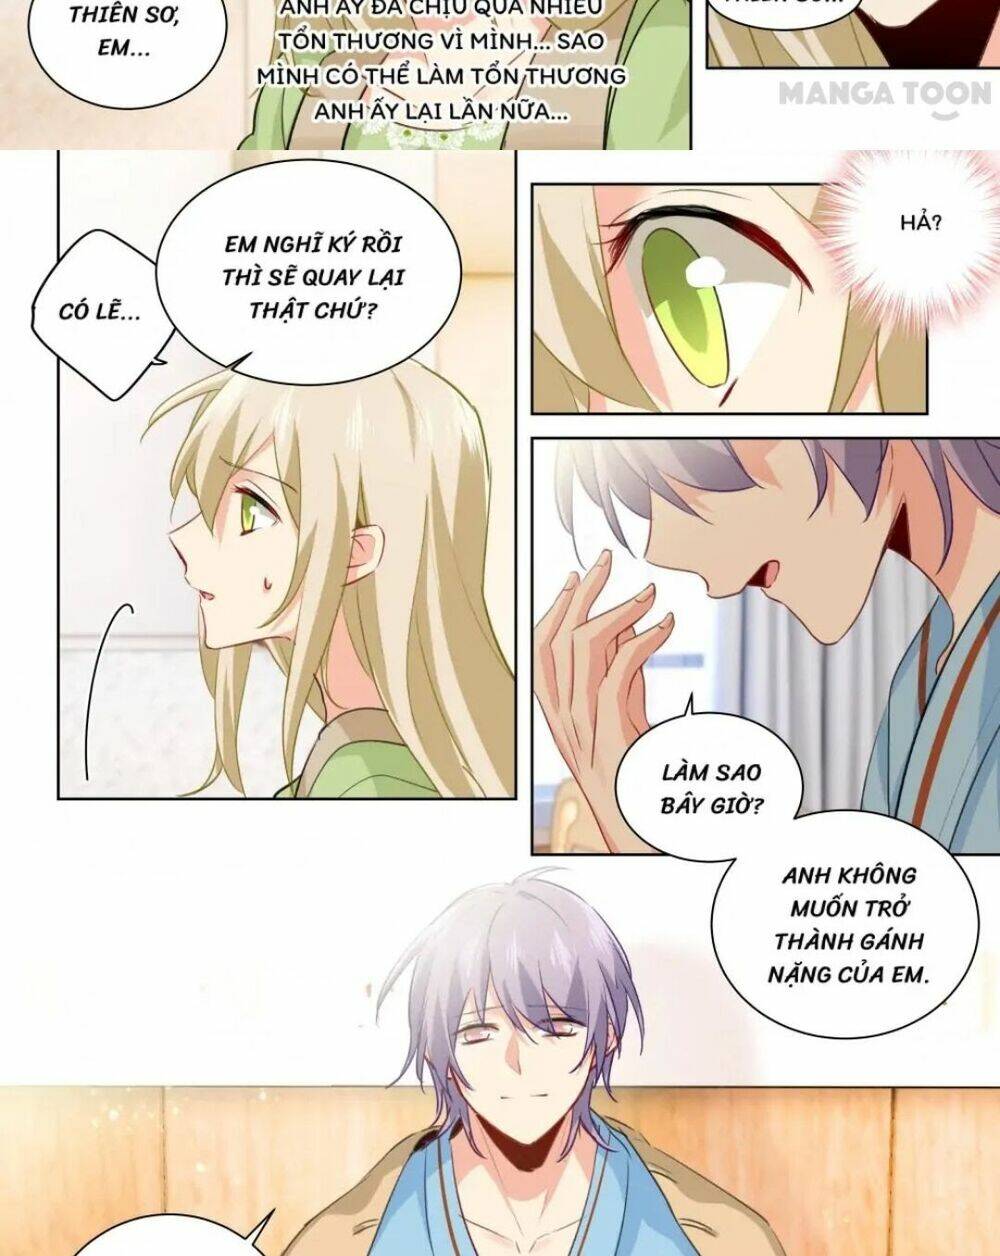 THIÊN SƠ,
EM...
ANH ẤY ĐÃ CHỊU QUÁ NHIỀU
TỔN THƯƠNG VÌ MÌNH... SAO
MÌNH CÓ THỂ LÀM TỔN THƯƠNG
ANH ẤY LẠI LẦN NỮA...
MANGA TOON
EM NGHĨ KÝ RỒI
THÌ SẼ QUAY LẠI
THẬT CHỨ?
CÓ LẼ...
HẢ?
LÀM SAO
BÂY GIỜ?
ANH KHÔNG
MUỐN TRỞ
THÀNH GÁNH
NẶNG CỦA EM.